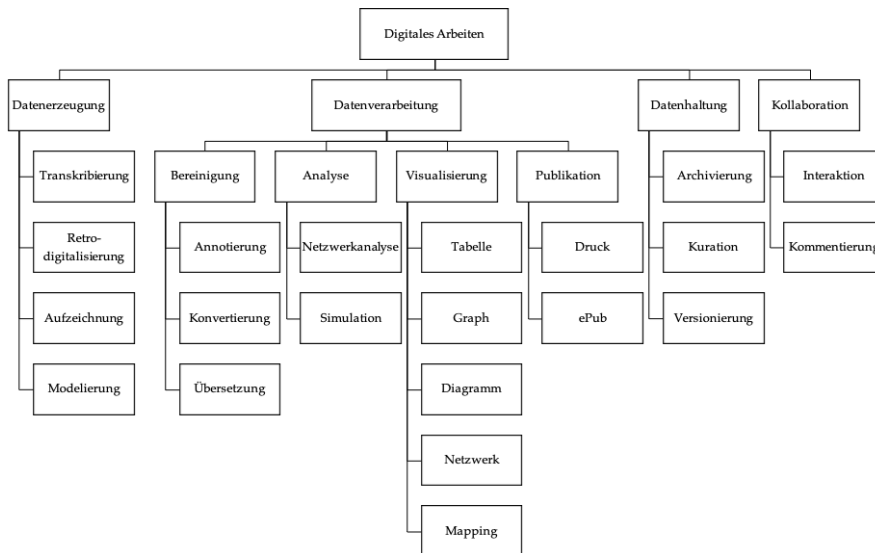 Digitales Arbeiten
Datenerzeugung
Datenverarbeitung
Datenhaltung
Kollaboration
Transkribierung
Bereinigung
Analyse
Visualisierung
Publikation
Archivierung
Interaktion
Retro-
digitalisierung
Annotierung
Netzwerkanalyse
Tabelle
Druck
Kuration
Kommentierung
Aufzeichnung
Konvertierung
Simulation
Graph
ePub
Versionierung
Modelierung
Übersetzung
Diagramm
Netzwerk
Mapping